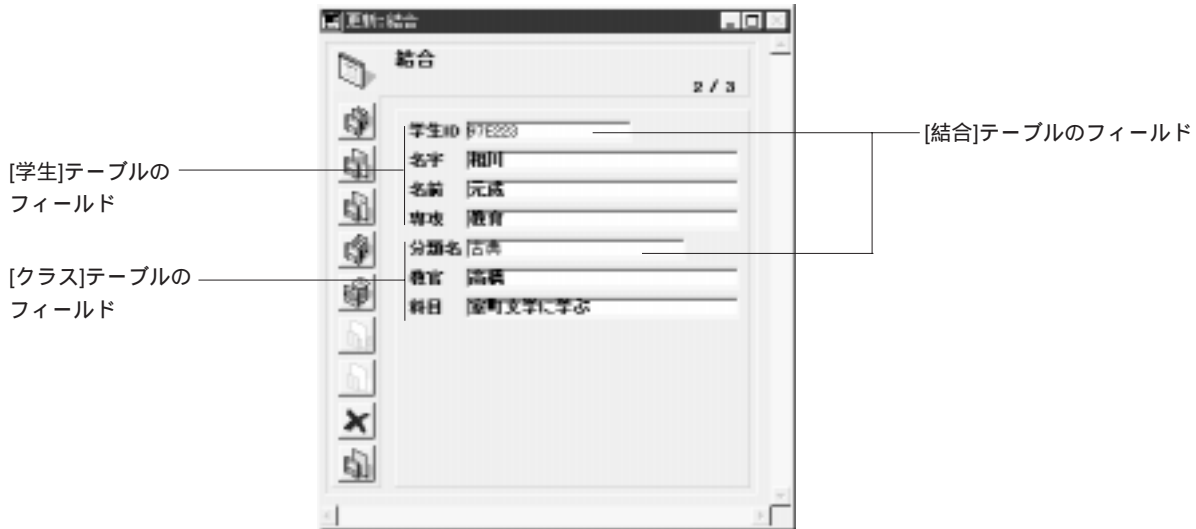 更新:結合
結合
2 / 3
学生ID 97E223
名字 相川
名前 元成
専攻 教育
分類名 古典
教官 高橋
科目 室町文学に学ぶ
[学生]テーブルの
フィールド
[クラス]テーブルの
フィールド
[結合]テーブルのフィールド